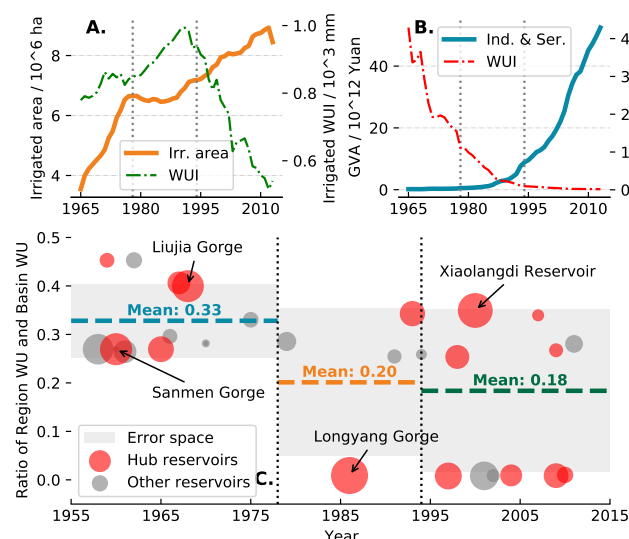 A.
Irrigated area / 10^6 ha
8
6
4
Irr. area
WUI
1965
1980
1995
2010
1.0
0.8
0.6
Irrigated WUI / 10^3 mm
B.
GVA / 10^12 Yuan
40
20
0
Ind. & Ser.
WUI
1965
1980
1995
2010
4
3
2
1
0
Ratio of Region WU and Basin WU
0.5
0.4
0.3
0.2
0.1
0.0
Liujia Gorge
Xiaolangdi Reservoir
Mean: 0.33
Mean: 0.20
Mean: 0.18
Sanmen Gorge
Longyang Gorge
Error space
Hub reservoirs
Other reservoirs
C.
1955
1965
1975
1985
1995
2005
2015
Year